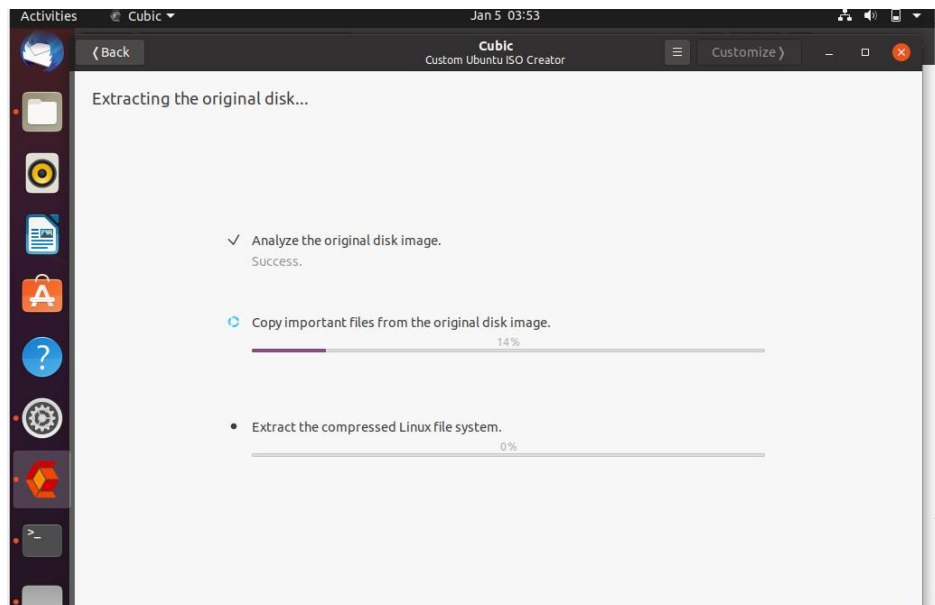 Activities Cubic Jan 5 03:53
Back Cubic Customize
Custom Ubuntu ISO Creator
Extracting the original disk...
Analyze the original disk image.
Success.
Copy important files from the original disk image.
14%
Extract the compressed Linux file system.
0%